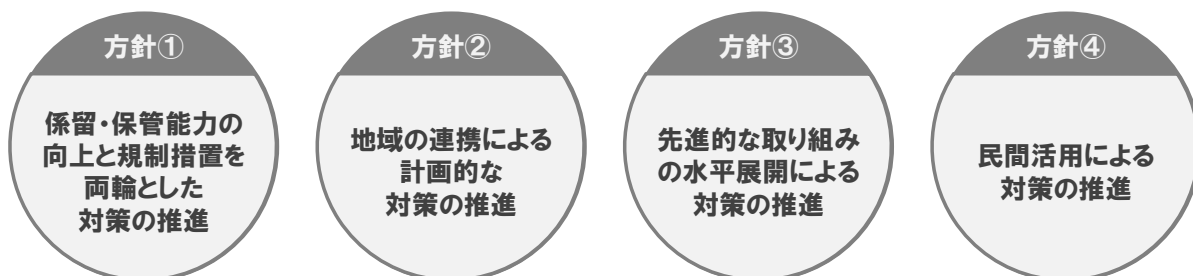 方針①
係留・保管能力の
向上と規制措置を
両輪とした
対策の推進
方針②
地域の連携による
計画的な
対策の推進
方針③
先進的な取り組み
の水平展開による
対策の推進
方針④
民間活用による
対策の推進